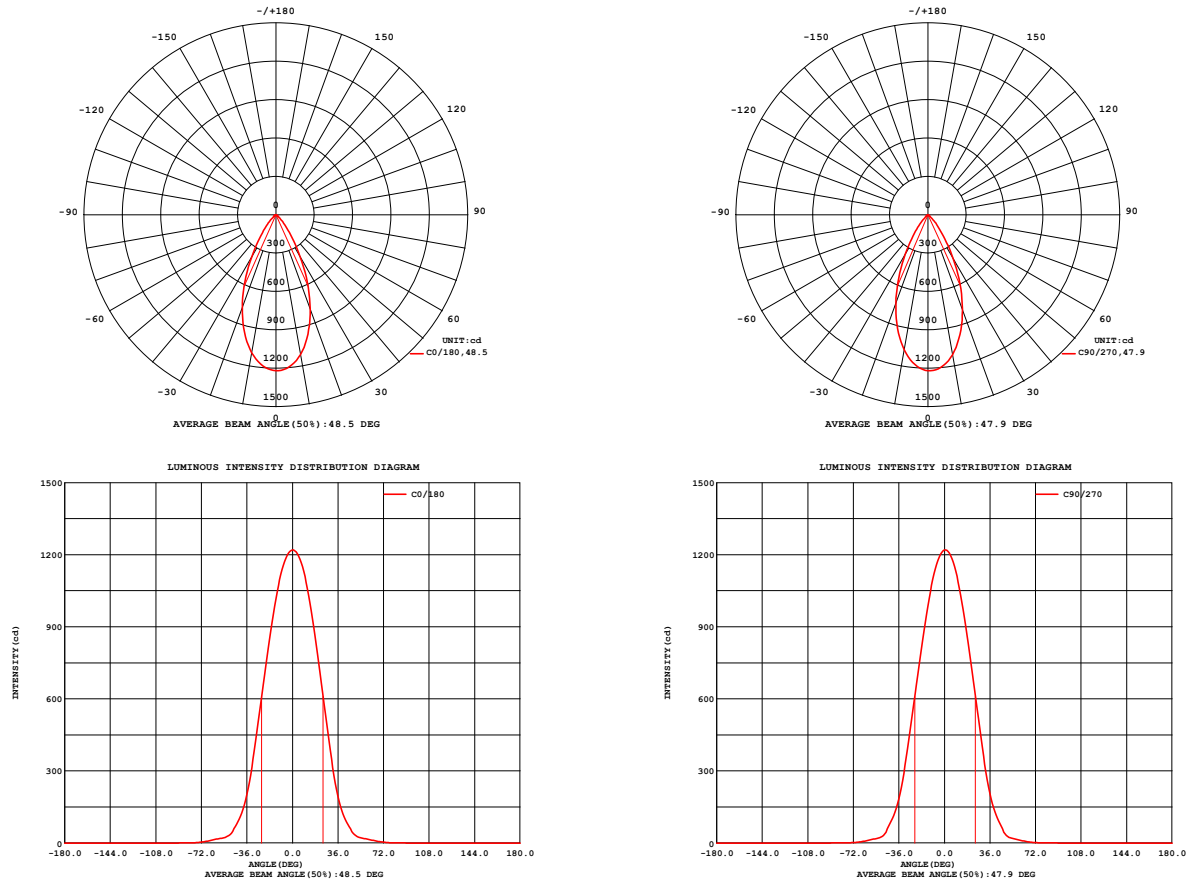 -/+180
-150
150
-120
120
-90
90
-60
60
-30
30
0
300
600
900
1200
1500
0
UNIT:cd
C0/180,48.5
AVERAGE BEAM ANGLE(50%):48.5 DEG
-/+180
-150
150
-120
120
-90
90
-60
60
-30
30
0
300
600
900
1200
1500
0
UNIT:cd
C90/270,47.9
AVERAGE BEAM ANGLE(50%):47.9 DEG
LUMINOUS INTENSITY DISTRIBUTION DIAGRAM
C0/180
1500
1200
900
600
300
0
INTENSITY(cd)
-180.0 -144.0 -108.0 -72.0 -36.0 0.0 36.0 72.0 108.0 144.0 180.0
ANGLE(DEG)
AVERAGE BEAM ANGLE(50%):48.5 DEG
LUMINOUS INTENSITY DISTRIBUTION DIAGRAM
C90/270
1500
1200
900
600
300
0
INTENSITY(cd)
-180.0 -144.0 -108.0 -72.0 -36.0 0.0 36.0 72.0 108.0 144.0 180.0
ANGLE(DEG)
AVERAGE BEAM ANGLE(50%):47.9 DEG